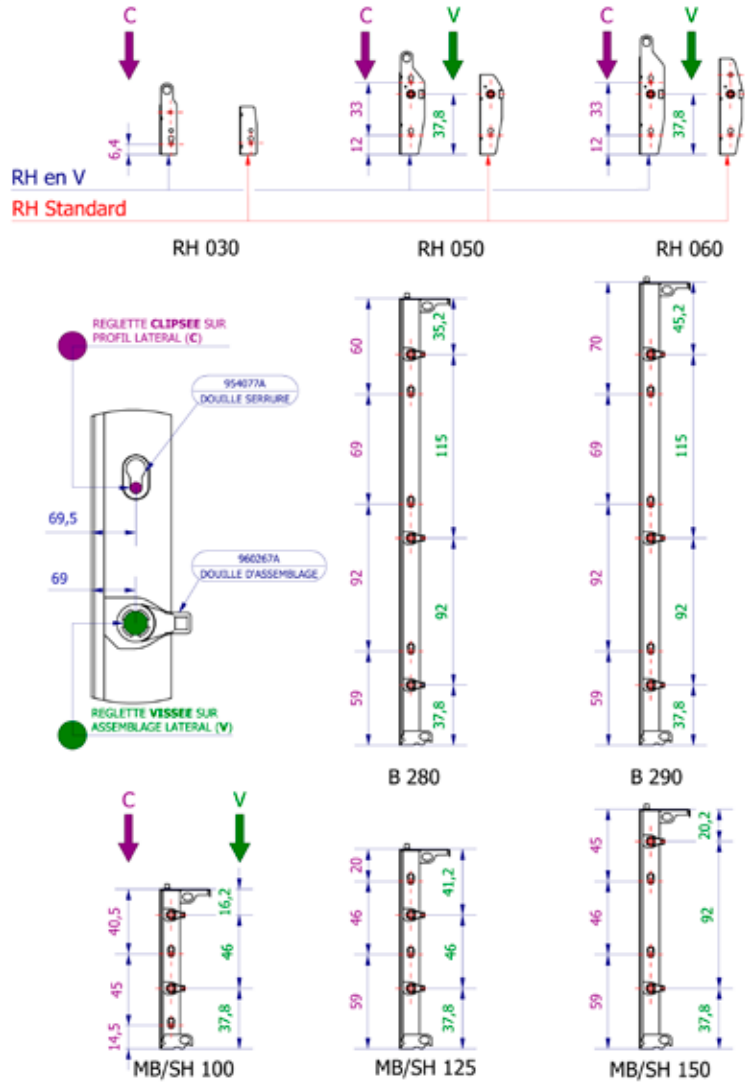 C
C
V
C
V
6,4
33
12
37,8
33
12
37,8
RH en V
RH Standard
RH 030
RH 050
RH 060
REGLETTE CLIPSEE SUR
PROFIL LATERAL (C)
954077A
DOUILLE SERRURE
69,5
69
960267A
DOUILLE D'ASSEMBLAGE
REGLETTE VISSEE SUR
ASSEMBLAGE LATERAL (V)
60
69
92
59
35,2
115
92
37,8
B 280
70
69
92
59
45,2
115
92
37,8
B 290
C
V
40,5
45
14,5
16,2
46
37,8
MB/SH 100
20
46
59
41,2
46
37,8
MB/SH 125
45
46
59
20,2
92
37,8
MB/SH 150